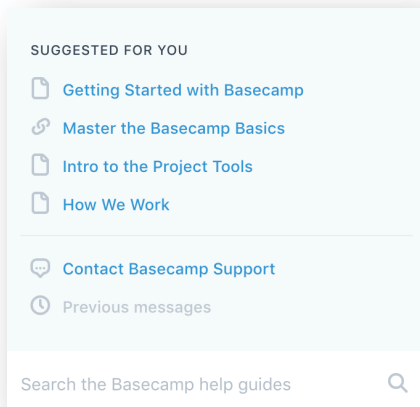 SUGGESTED FOR YOU
Getting Started with Basecamp
Master the Basecamp Basics
Intro to the Project Tools
How We Work
Contact Basecamp Support
Previous messages
Search the Basecamp help guides